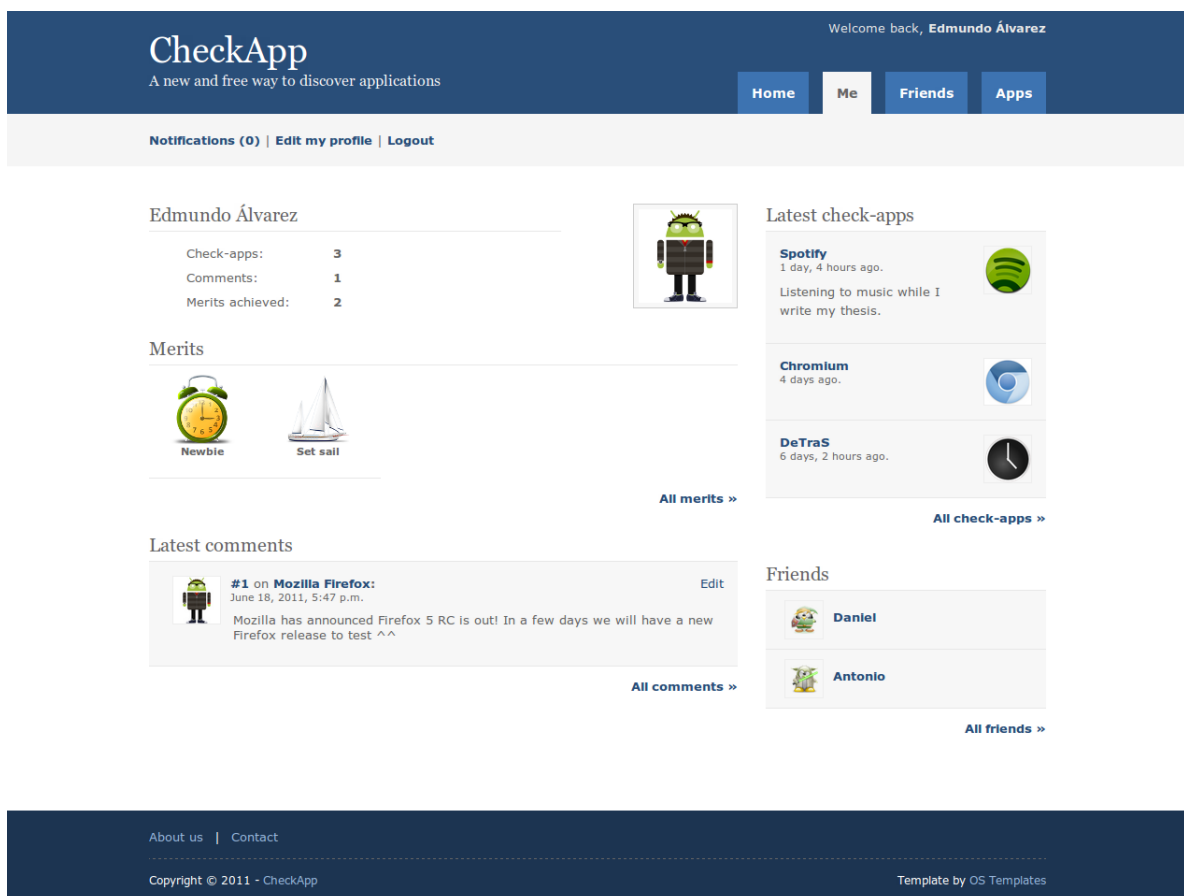 Welcome back, Edmundo Álvarez
CheckApp
A new and free way to discover applications
Home
Me
Friends
Apps
Notifications (0) | Edit my profile | Logout
Edmundo Álvarez
Check-apps: 3
Comments: 1
Merits achieved: 2
Merits
Newbie
Set sail
All merits »
Latest comments
#1 on Mozilla Firefox:
Edit
June 18, 2011, 5:47 p.m.
Mozilla has announced Firefox 5 RC is out! In a few days we will have a new
Firefox release to test ^^
All comments »
Latest check-apps
Spotify
1 day, 4 hours ago.
Listening to music while I
write my thesis.
Chromium
4 days ago.
DeTraS
6 days, 2 hours ago.
All check-apps »
Friends
Daniel
Antonio
All friends »
About us | Contact
Copyright © 2011 - CheckApp
Template by OS Templates